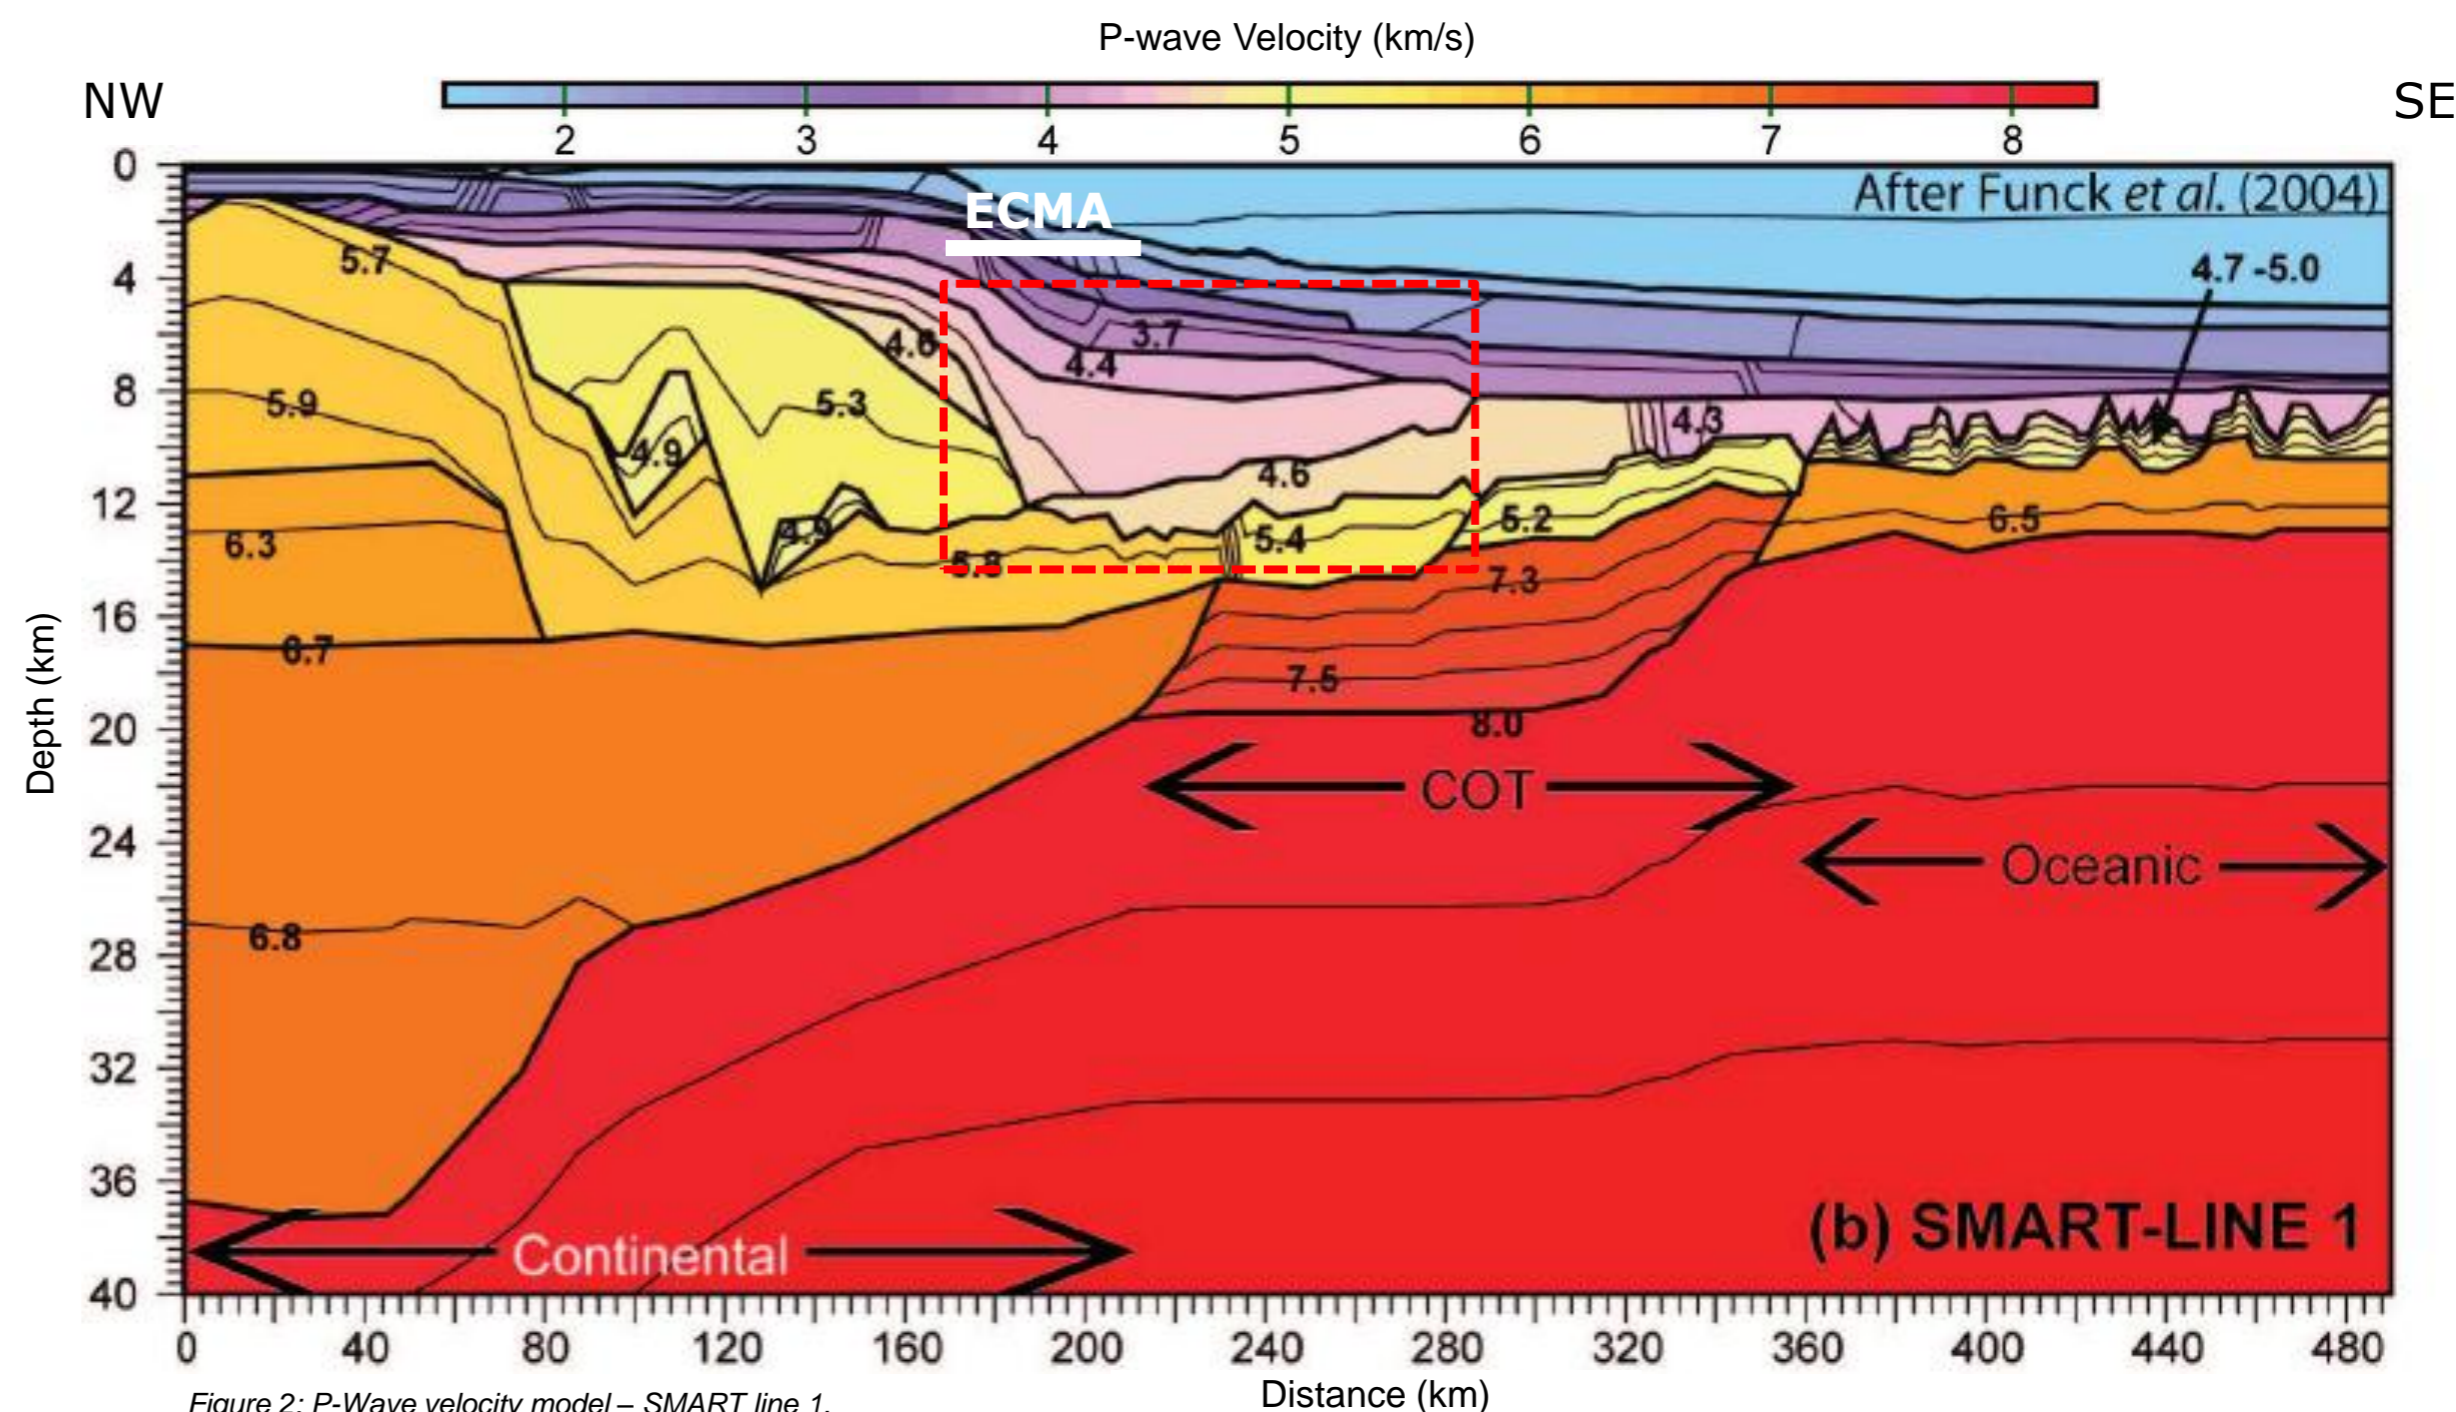 P-wave Velocity (km/s)
NW
SE
2 3 4 5 6 7 8
After Funck et al. (2004)
ECMA
0
4
8
12
16
20
24
28
32
36
40
Depth (km)
5.7
4.7 -5.0
4.6
3.7
4.4
5.9
5.3
4.3
4.9
4.6
6.3
4.9
5.4
5.2
6.5
5.8
7.3
6.7
7.5
8.0
COT
Oceanic
6.8
Continental
(b) SMART-LINE 1
0 40 80 120 160 200 240 280 320 360 400 440 480
Distance (km)
Figure 2: P-Wave velocity model – SMART line 1.